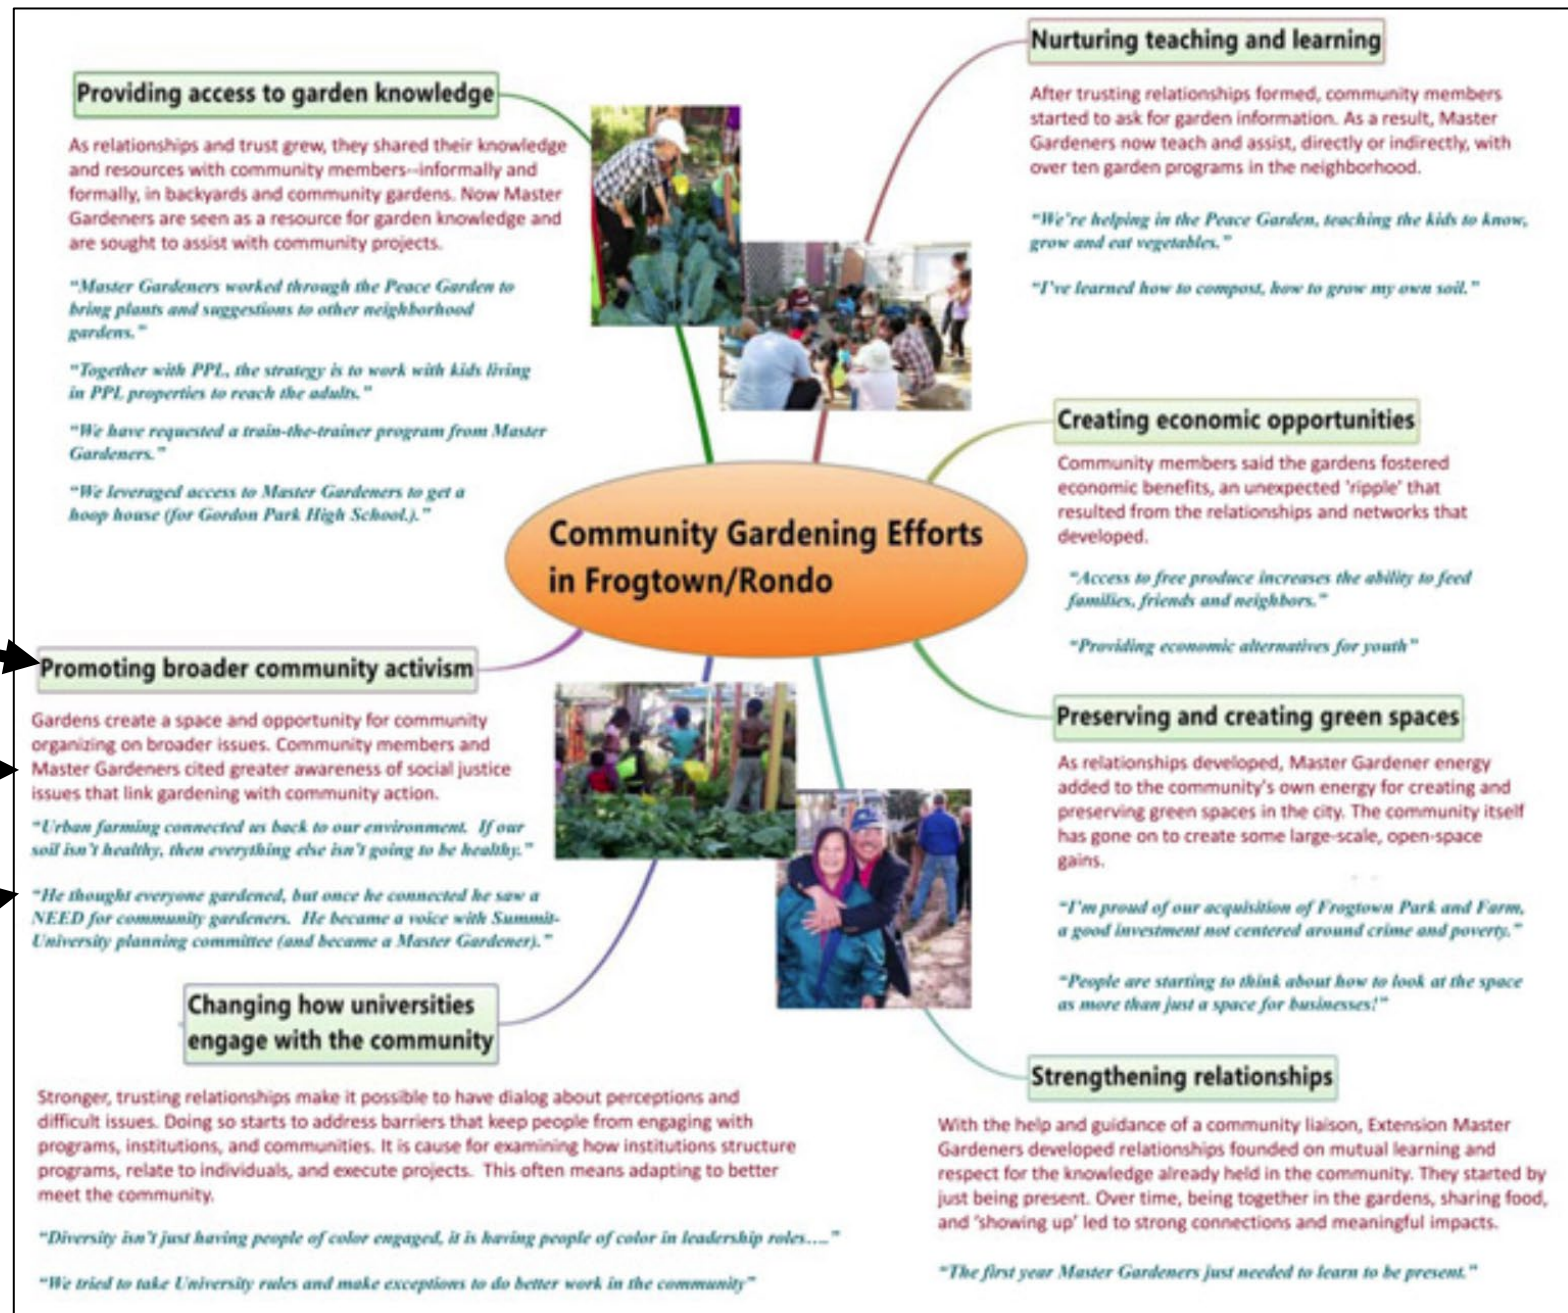 Providing access to garden knowledge
As relationships and trust grew, they shared their knowledge
and resources with community members--informally and
formally, in backyards and community gardens. Now Master
Gardeners are seen as a resource for garden knowledge and
are sought to assist with community projects.
“Master Gardeners worked through the Peace Garden to
bring plants and suggestions to other neighborhood
gardens.”
“Together with PPL, the strategy is to work with kids living
in PPL properties to reach the adults.”
“We have requested a train-the-trainer program from Master
Gardeners.”
“We leveraged access to Master Gardeners to get a
hoop house (for Gordon Park High School.).”
Nurturing teaching and learning
After trusting relationships formed, community members
started to ask for garden information. As a result, Master
Gardeners now teach and assist, directly or indirectly, with
over ten garden programs in the neighborhood.
“We're helping in the Peace Garden, teaching the kids to know,
grow and eat vegetables.”
“I've learned how to compost, how to grow my own soil.”
Creating economic opportunities
Community members said the gardens fostered
economic benefits, an unexpected 'ripple' that
resulted from the relationships and networks that
developed.
“Access to free produce increases the ability to feed
families, friends and neighbors.”
“Providing economic alternatives for youth”
Community Gardening Efforts
in Frogtown/Rondo
Promoting broader community activism
Gardens create a space and opportunity for community
organizing on broader issues. Community members and
Master Gardeners cited greater awareness of social justice
issues that link gardening with community action.
“Urban farming connected us back to our environment. If our
soil isn't healthy, then everything else isn't going to be healthy.”
“He thought everyone gardened, but once he connected he saw a
NEED for community gardeners. He became a voice with Summit-
University planning committee (and became a Master Gardener).”
Preserving and creating green spaces
As relationships developed, Master Gardener energy
added to the community's own energy for creating and
preserving green spaces in the city. The community itself
has gone on to create some large-scale, open-space
gains.
“I'm proud of our acquisition of Frogtown Park and Farm,
a good investment not centered around crime and poverty.”
“People are starting to think about how to look at the space
as more than just a space for businesses!”
Changing how universities
engage with the community
Stronger, trusting relationships make it possible to have dialog about perceptions and
difficult issues. Doing so starts to address barriers that keep people from engaging with
programs, institutions, and communities. It is cause for examining how institutions structure
programs, relate to individuals, and execute projects. This often means adapting to better
meet the community.
“Diversity isn't just having people of color engaged, it is having people of color in leadership roles....”
“We tried to take University rules and make exceptions to do better work in the community”
Strengthening relationships
With the help and guidance of a community liaison, Extension Master
Gardeners developed relationships founded on mutual learning and
respect for the knowledge already held in the community. They started by
just being present. Over time, being together in the gardens, sharing food,
and 'showing up' led to strong connections and meaningful impacts.
“The first year Master Gardeners just needed to learn to be present.”